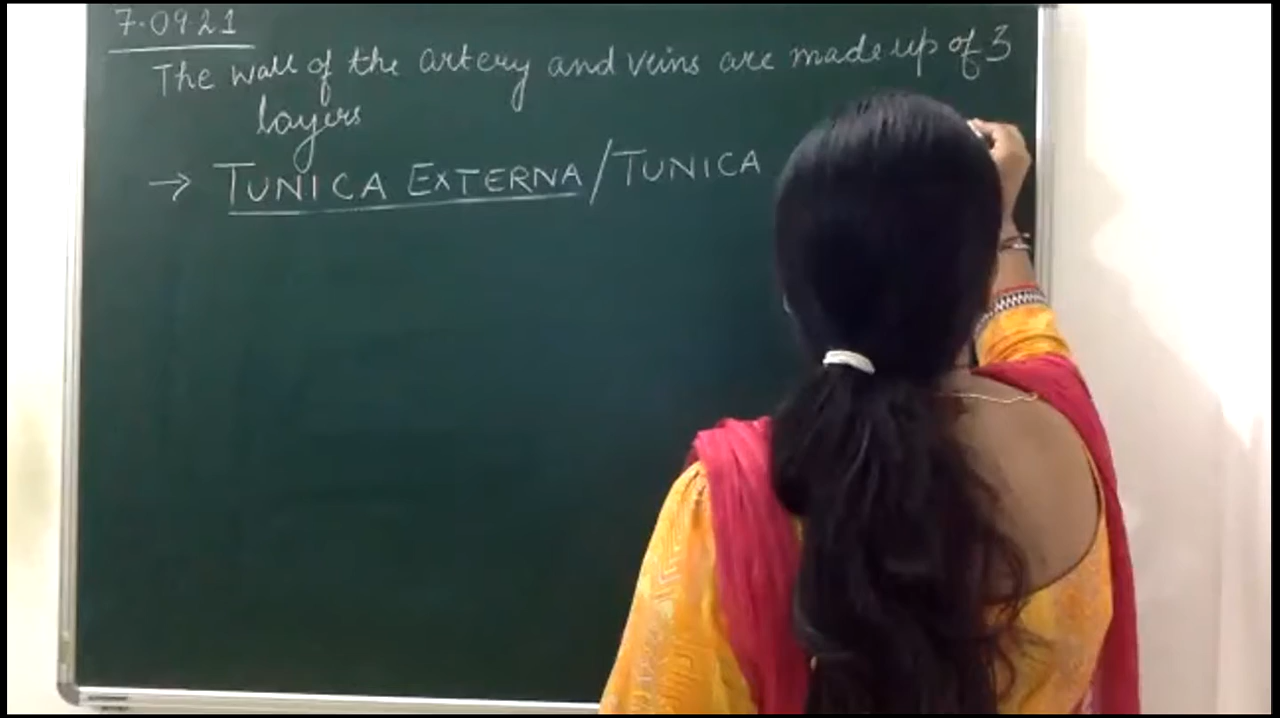 7.09.21
The wall of the artery and veins are made up of 3
layers
→ TUNICA EXTERNA/TUNICA